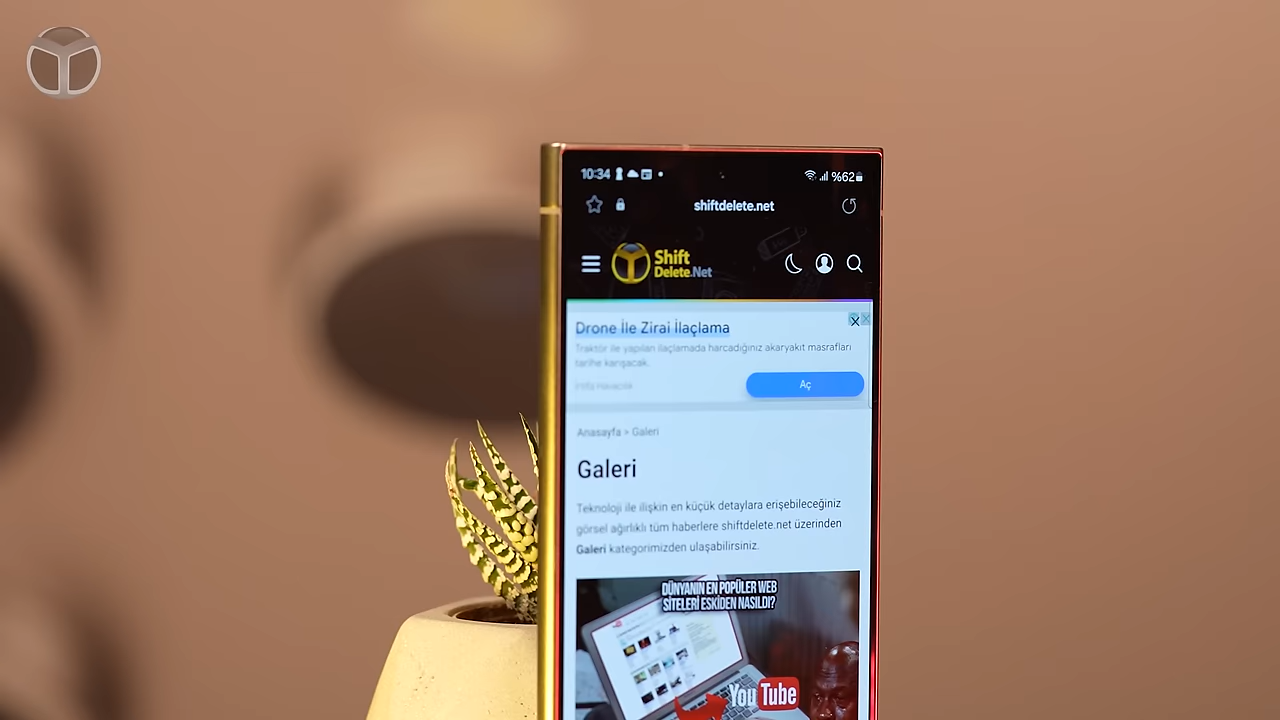 10:34
%62
shiftdelete.net
Shift
Delete.Net
Drone İle Zirai İlaçlama
Traktör ile yapılan ilaçlamada harcadığınız akaryakıt masrafları
tarihe karışacak.
Aç
Anasayfa > Galeri
Galeri
Teknoloji ile ilişkin en küçük detaylara erişebileceğiniz
görsel ağırlıklı tüm haberlere shiftdelete.net üzerinden
Galeri kategorimizden ulaşabilirsiniz.
DÜNYANIN EN POPÜLER WEB
SİTELERİ ESKİDEN NASILDI?
YouTube